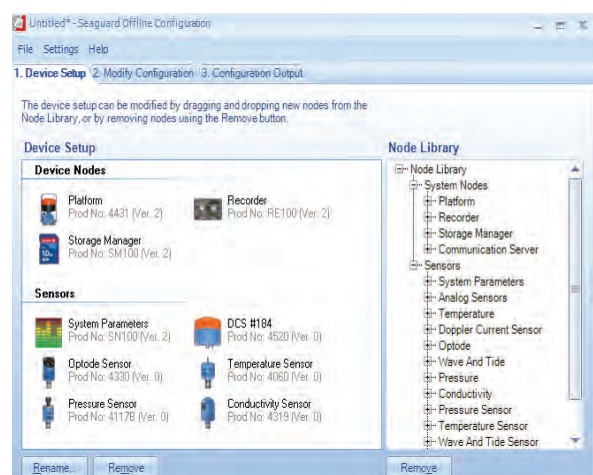 Untitled* - Seaguard Offline Configuration
File Settings Help
1. Device Setup 2. Modify Configuration 3. Configuration Output
The device setup can be modified by dragging and dropping new nodes from the
Node Library, or by removing nodes using the Remove button.
Device Setup
Device Nodes
Platform
Prod No: 4431 (Ver. 2)
Recorder
Prod No: RE100 (Ver. 2)
Storage Manager
Prod No: SM100 (Ver. 2)
Sensors
System Parameters
Prod No: SN100 (Ver. 2)
DCS #184
Prod No: 4520 (Ver. 0)
Optode Sensor
Prod No: 4330 (Ver. 0)
Temperature Sensor
Prod No: 4060 (Ver. 0)
Pressure Sensor
Prod No: 4117B (Ver. 0)
Conductivity Sensor
Prod No: 4319 (Ver. 0)
Rename... Remove
Node Library
Node Library
System Nodes
Platform
Recorder
Storage Manager
Communication Server
Sensors
System Parameters
Analog Sensors
Temperature
Doppler Current Sensor
Optode
Wave And Tide
Pressure
Conductivity
Pressure Sensor
Temperature Sensor
Wave And Tide Sensor
Remove